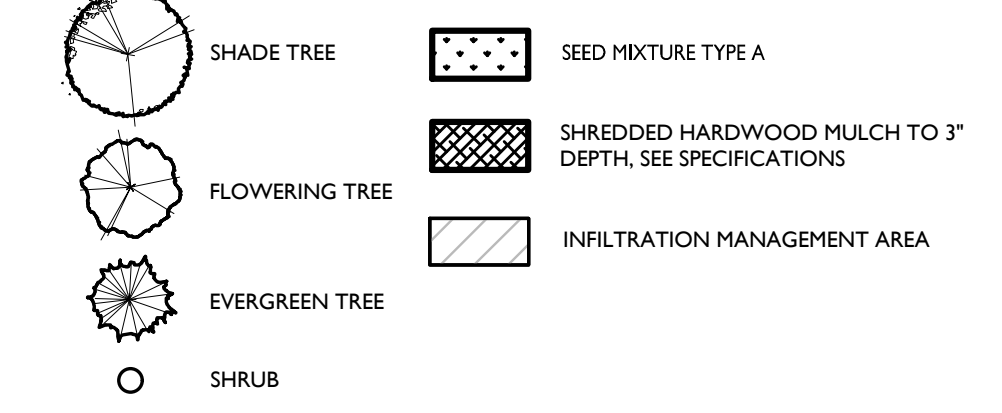 SHADE TREE
FLOWERING TREE
EVERGREEN TREE
SHRUB
SEED MIXTURE TYPE A
SHREDDED HARDWOOD MULCH TO 3"
DEPTH, SEE SPECIFICATIONS
INFILTRATION MANAGEMENT AREA